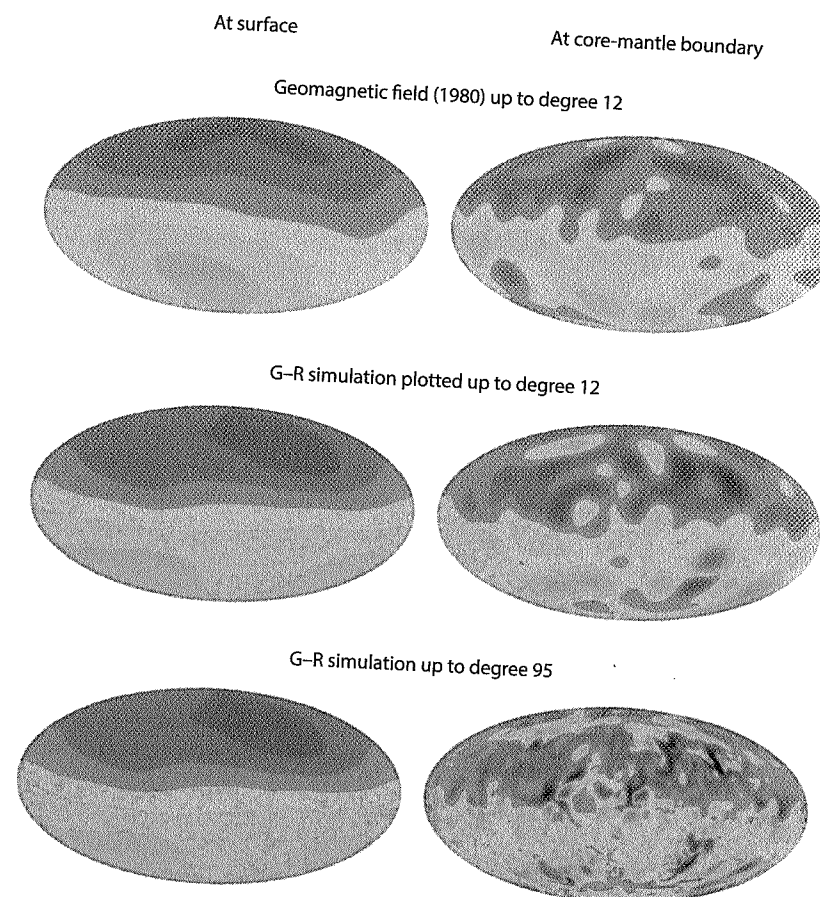 At surface
At core-mantle boundary
Geomagnetic field (1980) up to degree 12
G–R simulation plotted up to degree 12
G–R simulation up to degree 95